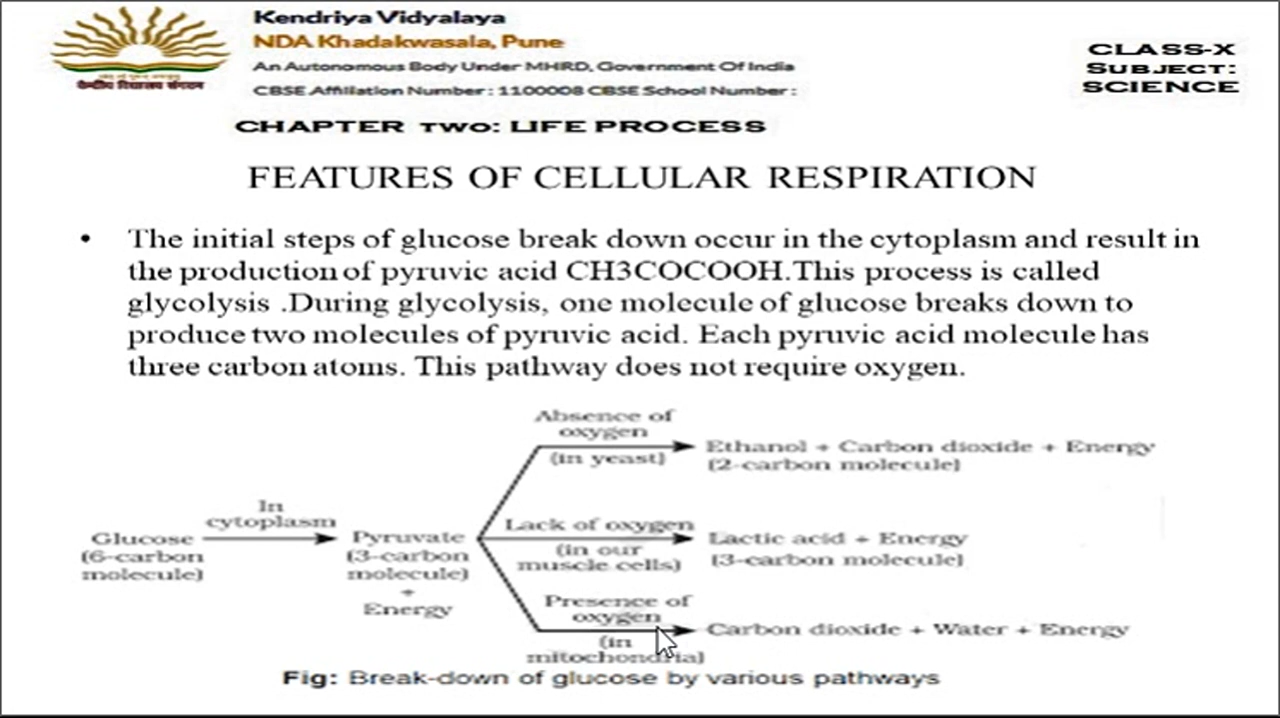 Kendriya Vidyalaya
NDA Khadakwasala, Pune
An Autonomous Body Under MHRD, Government Of India
CBSE Affiliation Number : 1100008 CBSE School Number :
केन्द्रीय विद्यालय संगठन
CLASS-X
SUBJECT:
SCIENCE
CHAPTER TWO: LIFE PROCESS
FEATURES OF CELLULAR RESPIRATION
• The initial steps of glucose break down occur in the cytoplasm and result in
the production of pyruvic acid CH3COCOOH.This process is called
glycolysis .During glycolysis, one molecule of glucose breaks down to
produce two molecules of pyruvic acid. Each pyruvic acid molecule has
three carbon atoms. This pathway does not require oxygen.
Absence of
oxygen
(in yeast)
Ethanol + Carbon dioxide + Energy
(2-carbon molecule)
In
cytoplasm
Glucose
(6-carbon
molecule)
Pyruvate
(3-carbon
molecule)
+
Energy
Lack of oxygen
(in our
muscle cells)
Lactic acid + Energy
(3-carbon molecule)
Presence of
oxygen
(in
mitochondria)
Carbon dioxide + Water + Energy
Fig: Break-down of glucose by various pathways